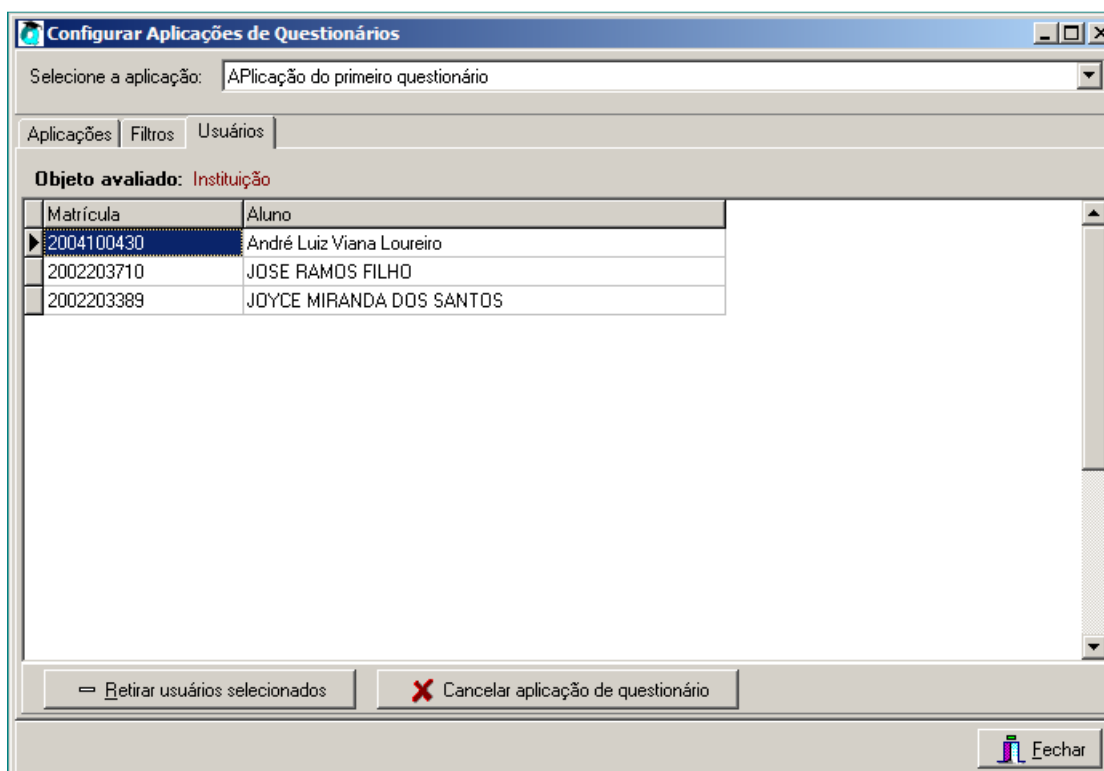 Configurar Aplicações de Questionários
Selecione a aplicação: APlicação do primeiro questionário
Aplicações Filtros Usuários
Objeto avaliado: Instituição
Matrícula Aluno
2004100430 André Luiz Viana Loureiro
2002203710 JOSE RAMOS FILHO
2002203389 JOYCE MIRANDA DOS SANTOS
Retirar usuários selecionados Cancelar aplicação de questionário
Fechar